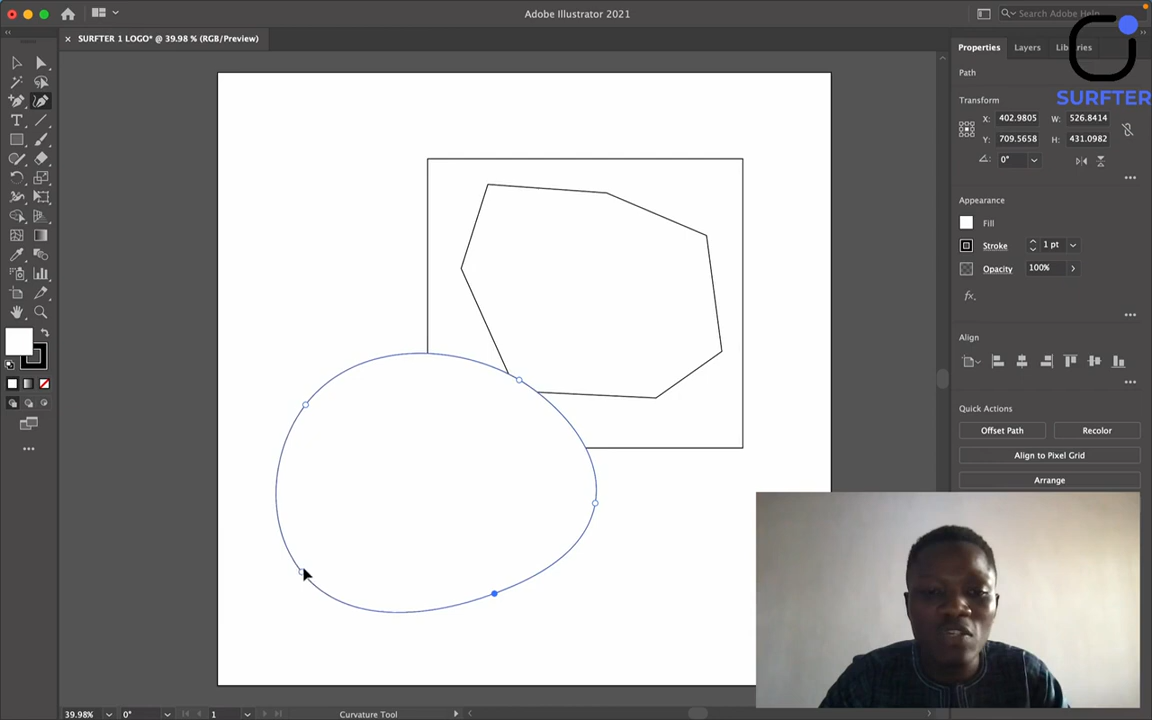 Adobe Illustrator 2021
Search Adobe Help
× SURFTER 1 LOGO* @ 39.98 % (RGB/Preview)
Properties Layers Libraries
SURFTER
Path
Transform
X: 402.9805 W: 526.8414
Y: 709.5658 H: 431.0982
0°
Appearance
Fill
Stroke 1 pt
Opacity 100%
fx.
Align
Quick Actions
Offset Path Recolor
Align to Pixel Grid
Arrange
39.98% 0° 1 Curvature Tool